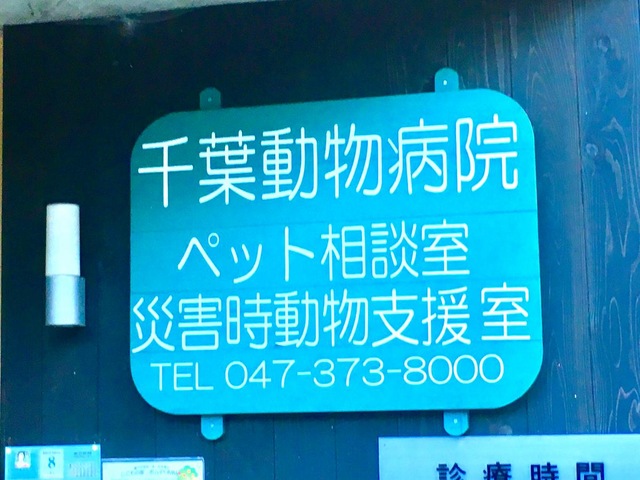 千葉動物病院
ペット相談室
災害時動物支援室
TEL 047-373-8000
8
診療時間